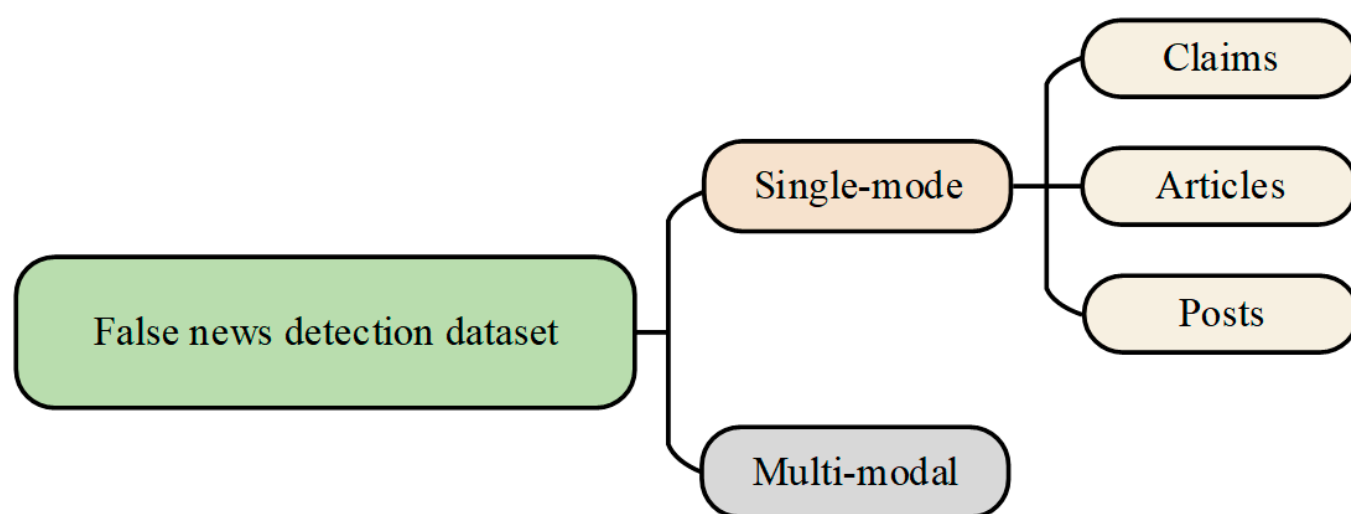 Claims
Single-mode
Articles
Posts
False news detection dataset
Multi-modal